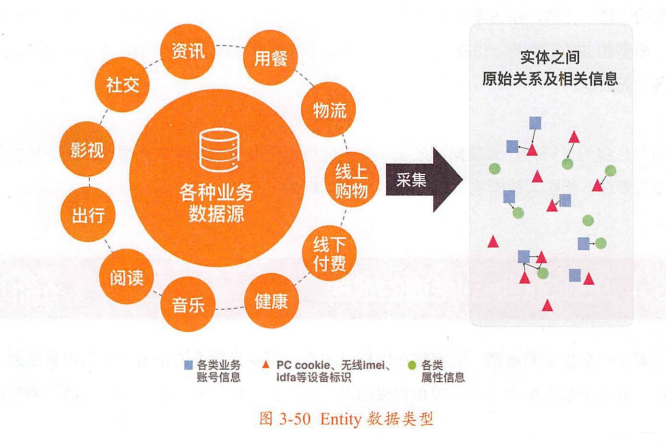 资讯
用餐
社交
物流
影视
各种业务
数据源
线上
购物
出行
线下
付费
阅读
音乐
健康
采集
实体之间
原始关系及相关信息
各类业务
账号信息
PC cookie、无线imei、
idfa等设备标识
各类
属性信息
图 3-50 Entity 数据类型